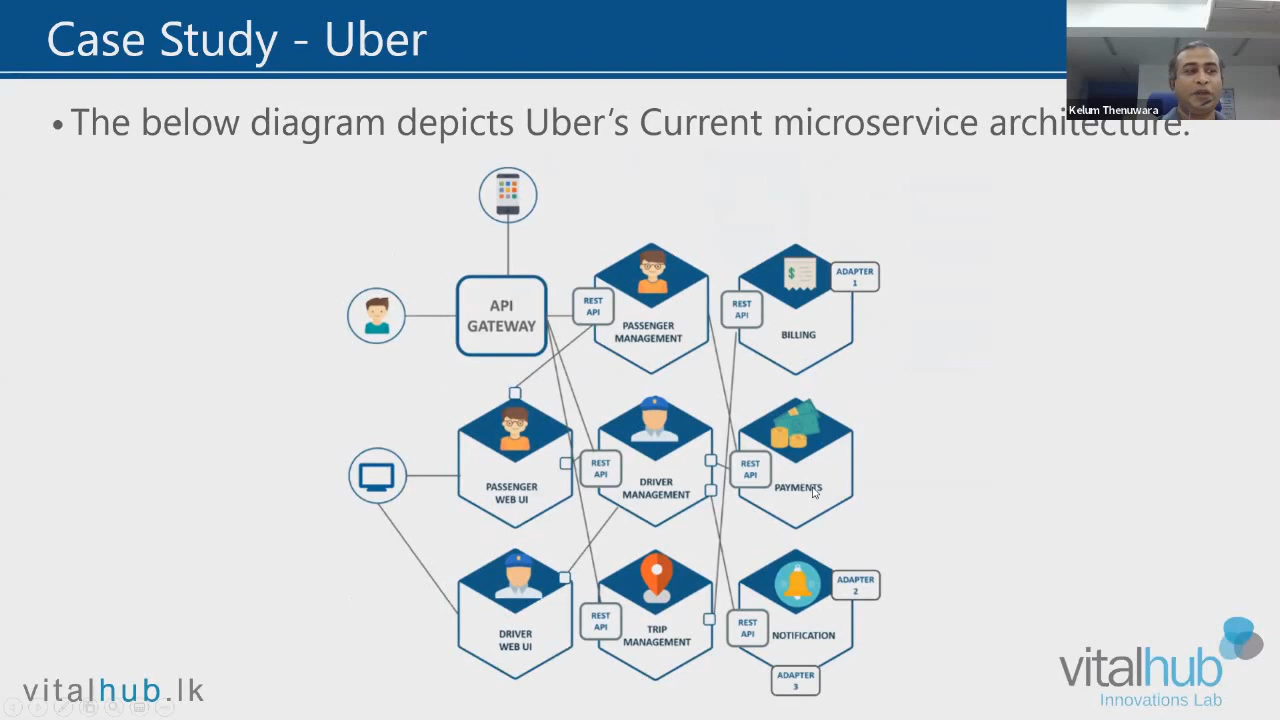 Case Study - Uber
Kelum Thenuwara
• The below diagram depicts Uber's Current microservice architecture.
API
GATEWAY
REST
API
PASSENGER
MANAGEMENT
REST
API
BILLING
ADAPTER
1
PASSENGER
WEB UI
REST
API
DRIVER
MANAGEMENT
REST
API
PAYMENTS
DRIVER
WEB UI
REST
API
TRIP
MANAGEMENT
REST
API
NOTIFICATION
ADAPTER
2
ADAPTER
3
vitalhub.lk
vitalhub
Innovations Lab